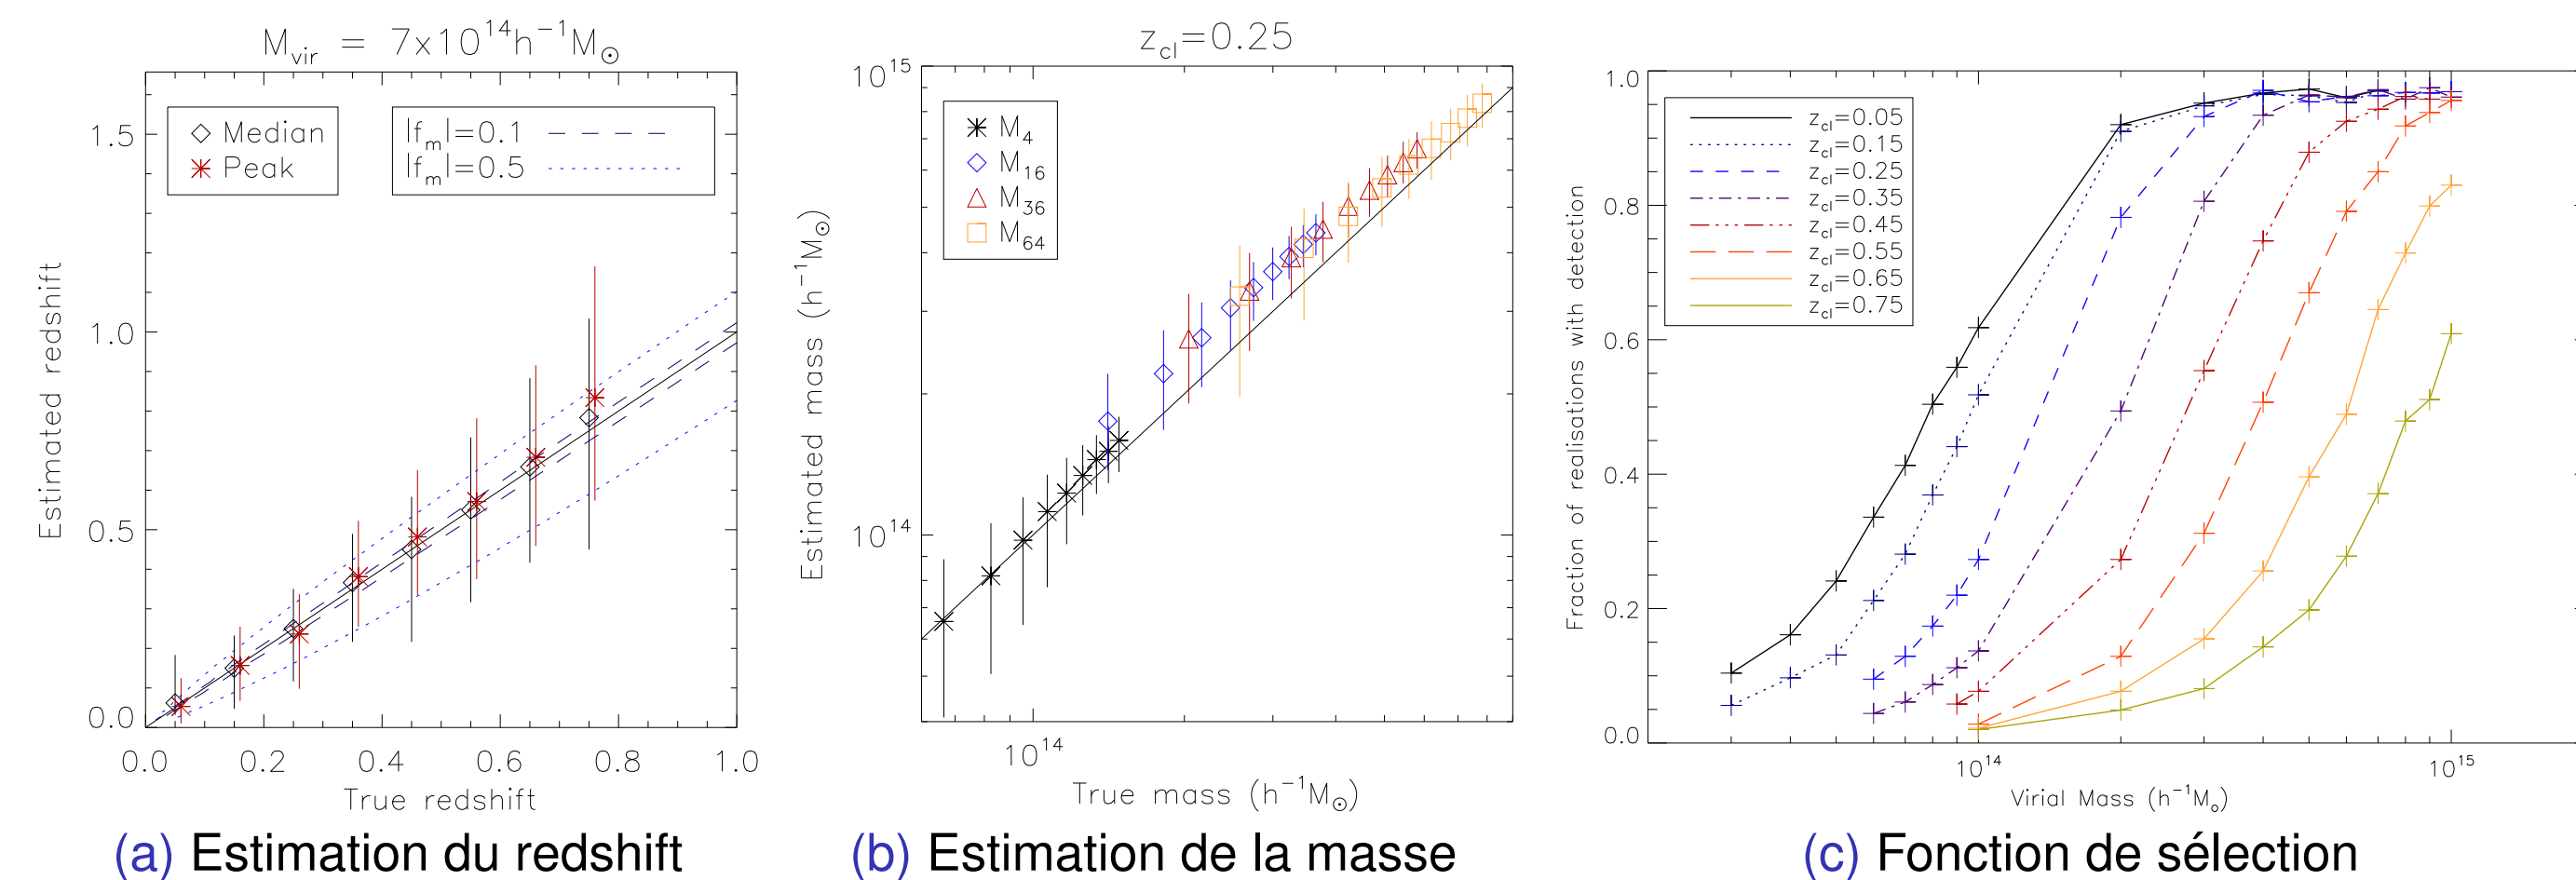 M_vir = 7x10^14 h^-1 M_⊙
Estimated redshift
1.5
1.0
0.5
0.0
Median
Peak
|f_m|=0.1
|f_m|=0.5
0.0 0.2 0.4 0.6 0.8 1.0
True redshift
(a) Estimation du redshift
z_cl=0.25
Estimated mass (h^-1 M_⊙)
10^15
10^14
M_4
M_16
M_36
M_64
10^14
True mass (h^-1 M_⊙)
(b) Estimation de la masse
Fraction of realisations with detection
1.0
0.8
0.6
0.4
0.2
0.0
z_cl=0.05
z_cl=0.15
z_cl=0.25
z_cl=0.35
z_cl=0.45
z_cl=0.55
z_cl=0.65
z_cl=0.75
10^14 10^15
Virial Mass (h^-1 M_o)
(c) Fonction de sélection